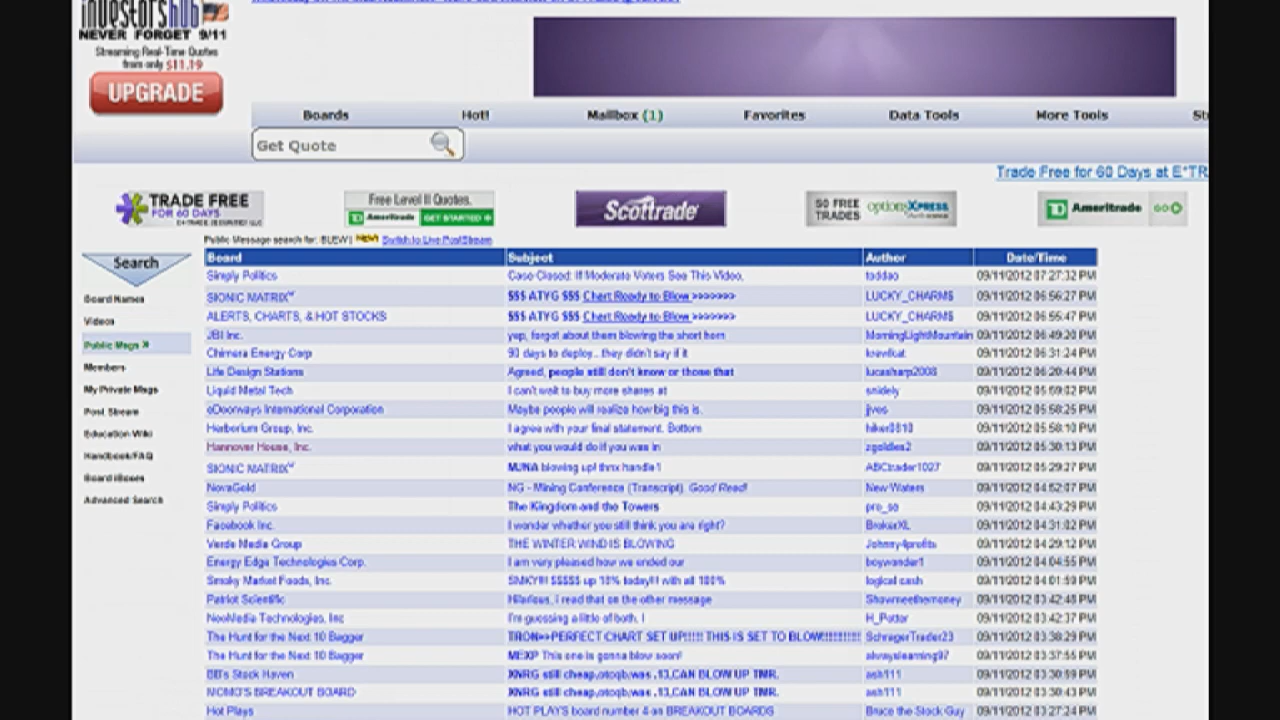 investorshub
NEVER FORGET 9/11
Streaming Real-Time Quotes
from only $11.19
UPGRADE
Boards Hot! Mailbox (1) Favorites Data Tools More Tools
Get Quote
Trade Free for 60 Days at E*TR
TRADE FREE
FOR 60 DAYS
Free Level II Quotes.
TD Ameritrade GET STARTED
Scottrade
50 FREE
TRADES optionsXpress
TD Ameritrade GO
Public Message search for: BLEW | NEW! Switch to Live PostStream
Search
Board Names
Videos
Public Msgs »
Members
My Private Msgs
Post Stream
Education Wiki
Handbook/FAQ
Board iBoxes
Advanced Search
Board Subject Author Date/Time
Simply Politics Case Closed: If Moderate Voters See This Video, taddao 09/11/2012 07:27:32 PM
SIONIC MATRIX $$$ ATYG $$$ Chart Ready to Blow >>>>>>> LUCKY_CHARMS 09/11/2012 06:56:27 PM
ALERTS, CHARTS, & HOT STOCKS $$$ ATYG $$$ Chart Ready to Blow >>>>>>> LUCKY_CHARMS 09/11/2012 06:55:47 PM
JBI Inc. yep, forgot about them blowing the short horn MorningLightMountain 09/11/2012 06:49:20 PM
Chimera Energy Corp 90 days to deploy.. they didn't say if it 09/11/2012 06:31:24 PM
Life Design Stations Agreed, people still don't know or those that lucasharp2008 09/11/2012 06:20:44 PM
Liquid Metal Tech I can't wait to buy more shares at snidely 09/11/2012 05:59:02 PM
eDoorways International Corporation Maybe people will realize how big this is. jjves 09/11/2012 05:58:25 PM
Herborium Group, Inc. I agree with your final statement. Bottom 09/11/2012 05:58:10 PM
Hannover House, Inc. what you would do if you was in zgoldea2 09/11/2012 05:30:13 PM
SIONIC MATRIX MJNA blowing up! thnx handle1 ABCtrader1027 09/11/2012 05:29:27 PM
NovaGold NG - Mining Conference (Transcript). Good Read! New Waters 09/11/2012 04:52:07 PM
Simply Politics The Kingdom and the Towers pro_se 09/11/2012 04:43:29 PM
Facebook Inc. I wonder whether you still think you are right? BrokerXL 09/11/2012 04:31:02 PM
Verde Media Group THE WINTER WIND IS BLOWING Johnny4profits 09/11/2012 04:29:12 PM
Energy Edge Technologies Corp. I am very pleased how we ended our boywonder1 09/11/2012 04:04:55 PM
Smoky Market Foods, Inc. SMKY!!! $$$$$ up 18% today!!! with all 100% logical cash 09/11/2012 04:01:59 PM
Patriot Scientific Hilarious, i read that on the other message Showmeethemoney 09/11/2012 03:42:48 PM
NeoMedia Technologies, Inc I'm guessing a little of both. I H_Potter 09/11/2012 03:42:37 PM
The Hunt for the Next 10 Bagger TRON>>PERFECT CHART SET UP!!!!! THIS IS SET TO BLOW!!!!!!!!!! SchragerTrader23 09/11/2012 03:38:29 PM
The Hunt for the Next 10 Bagger MEXP This one is gonna blow soon! alwayslearning97 09/11/2012 03:37:55 PM
BB's Stock Haven XNRG still cheap,otcqb,was .13,CAN BLOW UP TMR. ash111 09/11/2012 03:30:59 PM
MOMO'S BREAKOUT BOARD XNRG still cheap,otcqb,was .13,CAN BLOW UP TMR. ash111 09/11/2012 03:30:43 PM
Hot Plays HOT PLAY'S board number 4 on BREAKOUT BOARDS Bruce the Stock Guy 09/11/2012 03:27:24 PM